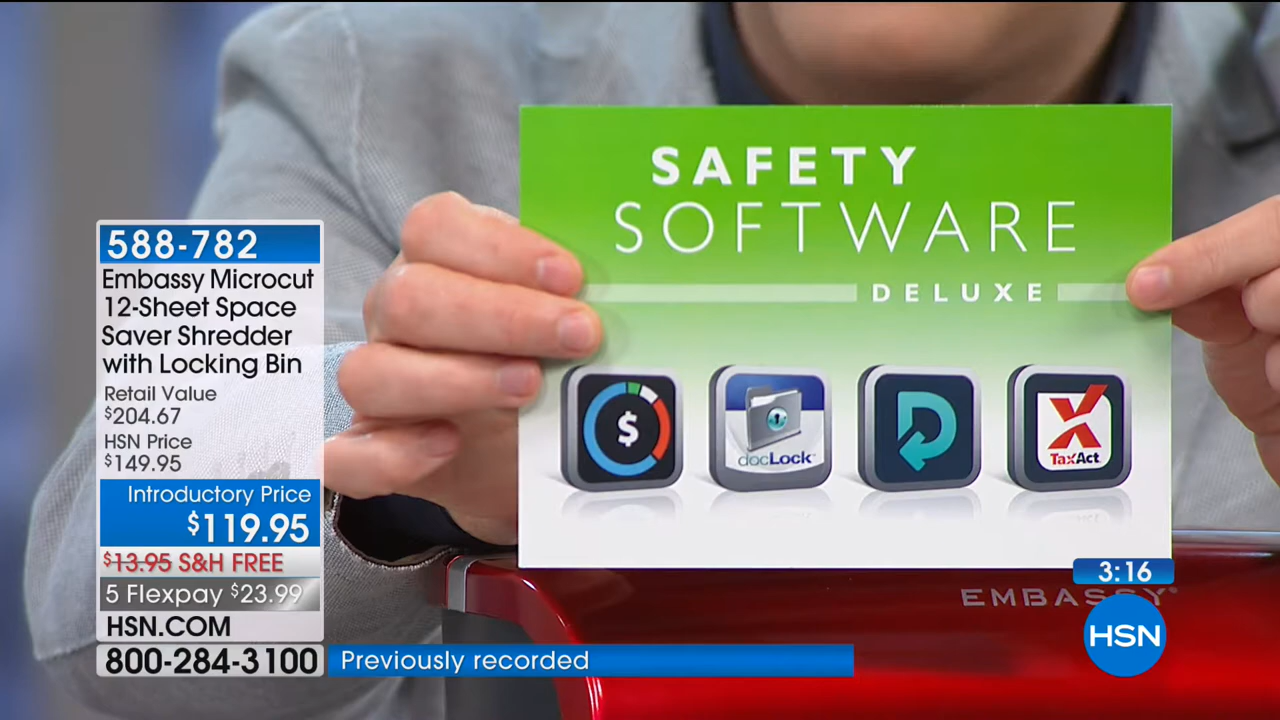 SAFETY
SOFTWARE
DELUXE
$
docLock
TaxAct
588-782
Embassy Microcut
12-Sheet Space
Saver Shredder
with Locking Bin
Retail Value
$204.67
HSN Price
$149.95
Introductory Price
$119.95
$13.95 S&H FREE
5 Flexpay $23.99
HSN.COM
800-284-3100
Previously recorded
3:16
EMBASSY®
HSN